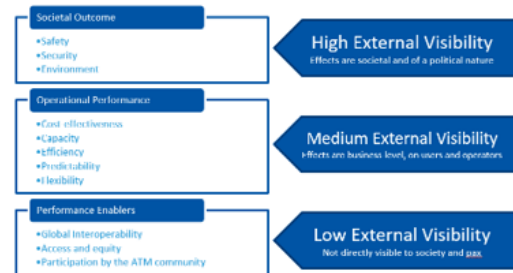 Societal Outcome
•Safety
•Security
•Environment
High External Visibility
Effects are societal and of a political nature
Operational Performance
•Cost-effectiveness
•Capacity
•Efficiency
•Predictability
•Flexibility
Medium External Visibility
Effects are business level, on users and operators
Performance Enablers
•Global Interoperability
•Access and equity
•Participation by the ATM community
Low External Visibility
Not directly visible to society and pax